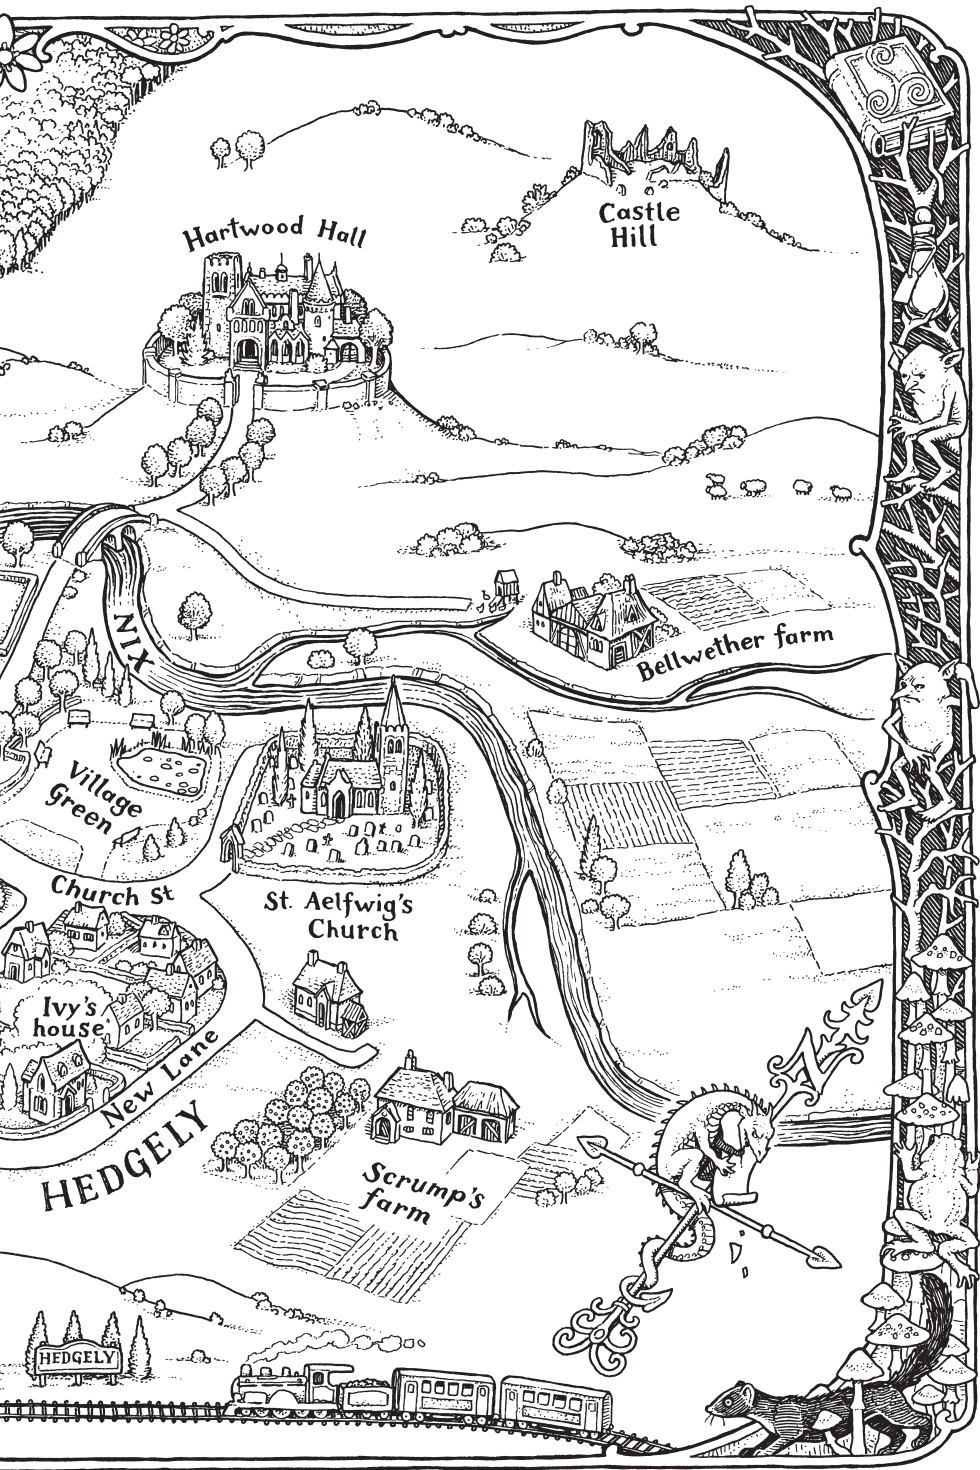 Castle
Hill
Hartwood Hall
NIX
Bellwether farm
Village
Green
Church St
St. Aelfwig's
Church
Ivy's
house
New Lane
HEDGELY
Scrump's
farm
N
HEDGELY